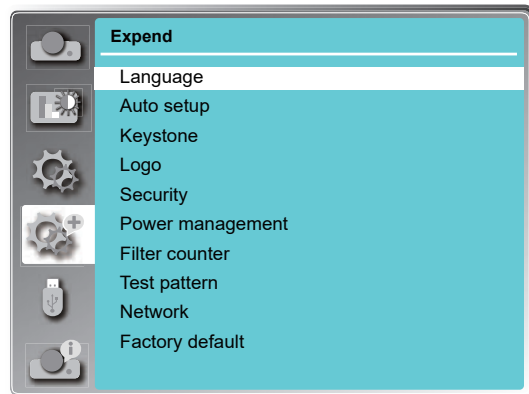 Expend
Language
Auto setup
Keystone
Logo
Security
Power management
Filter counter
Test pattern
Network
Factory default